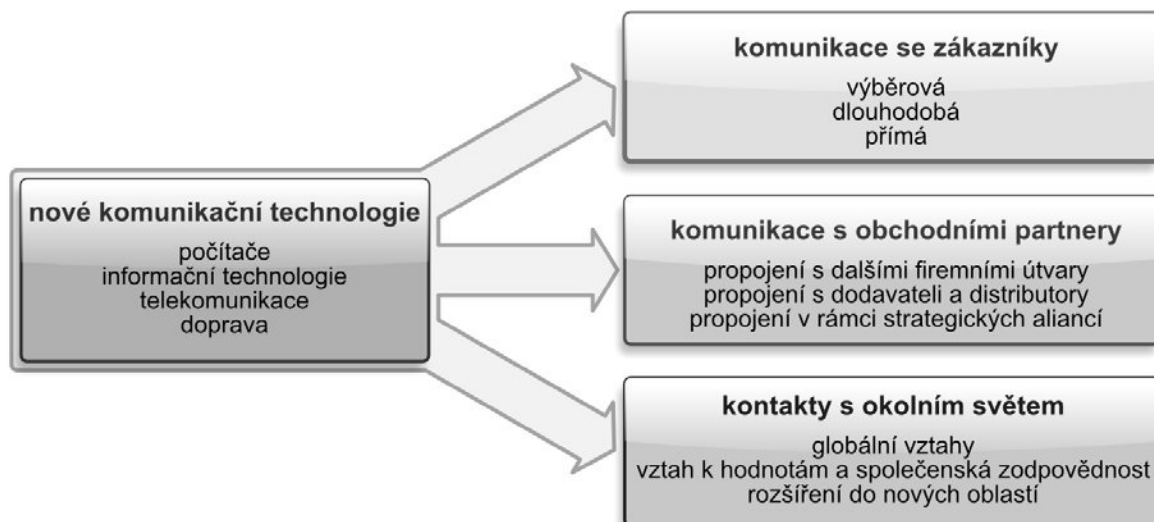 nové komunikační technologie
počítače
informační technologie
telekomunikace
doprava
komunikace se zákazníky
výběrová
dlouhodobá
přímá
komunikace s obchodními partnery
propojení s dalšími firemními útvary
propojení s dodavateli a distributory
propojení v rámci strategických aliancí
kontakty s okolním světem
globální vztahy
vztah k hodnotám a společenská zodpovědnost
rozšíření do nových oblastí